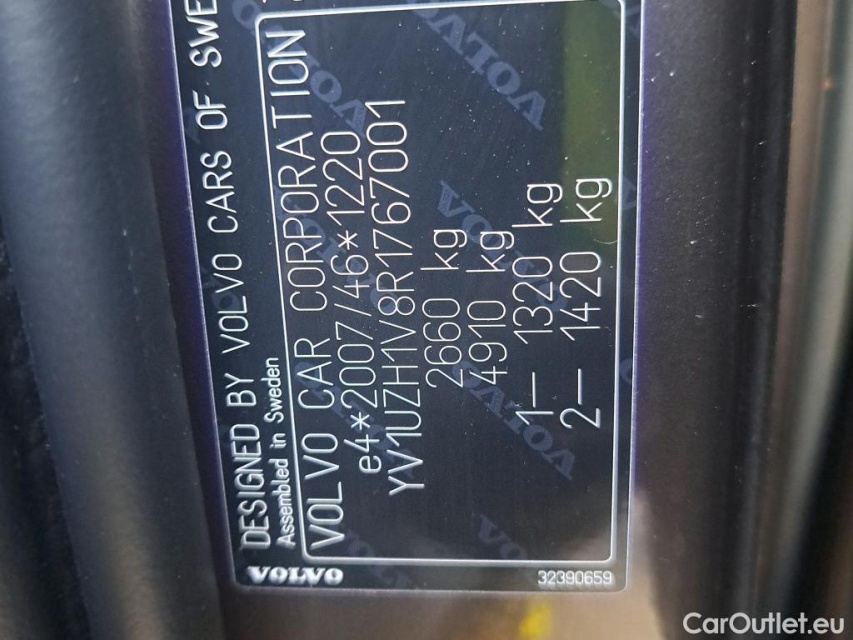 DESIGNED BY VOLVO CARS OF SWE
Assembled in Sweden
VOLVO CAR CORPORATION
e4*2007/46*1220
YV1UZH1V8R1767001
2660 kg
4910 kg
1— 1320 kg
2— 1420 kg
VOLVO
32390659
CarOutlet.eu